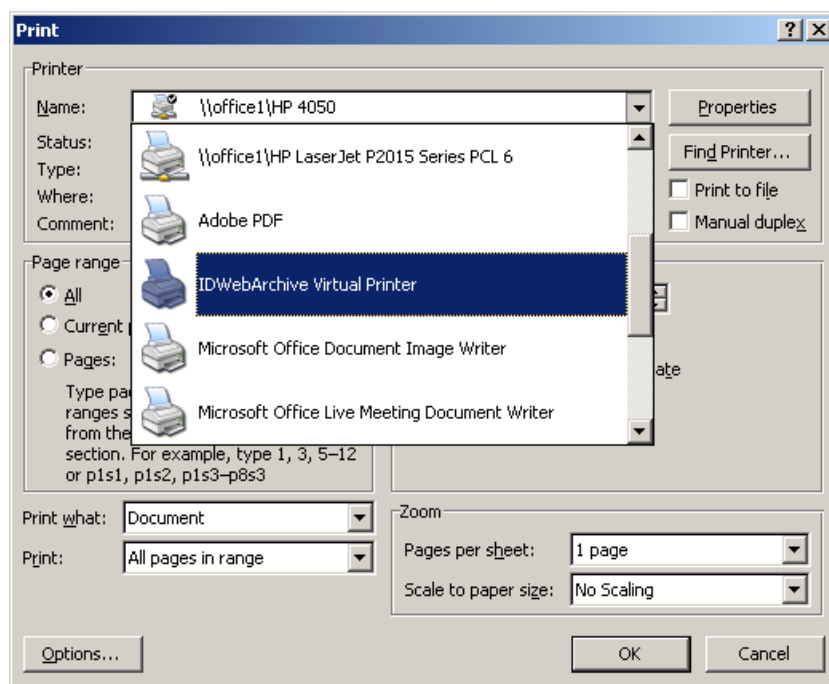 Print
Printer
Name:
\\office1\HP 4050
Properties
Status:
\\office1\HP LaserJet P2015 Series PCL 6
Find Printer...
Type:
Where:
Print to file
Comment:
Adobe PDF
Manual duplex
Page range
IDWebArchive Virtual Printer
All
Current
Microsoft Office Document Image Writer
Pages:
Type
ranges
Microsoft Office Live Meeting Document Writer
from the
section. For example, type 1, 3, 5–12
or p1s1, p1s2, p1s3–p8s3
Print what:
Document
Zoom
Print:
All pages in range
Pages per sheet:
1 page
Scale to paper size:
No Scaling
Options...
OK
Cancel